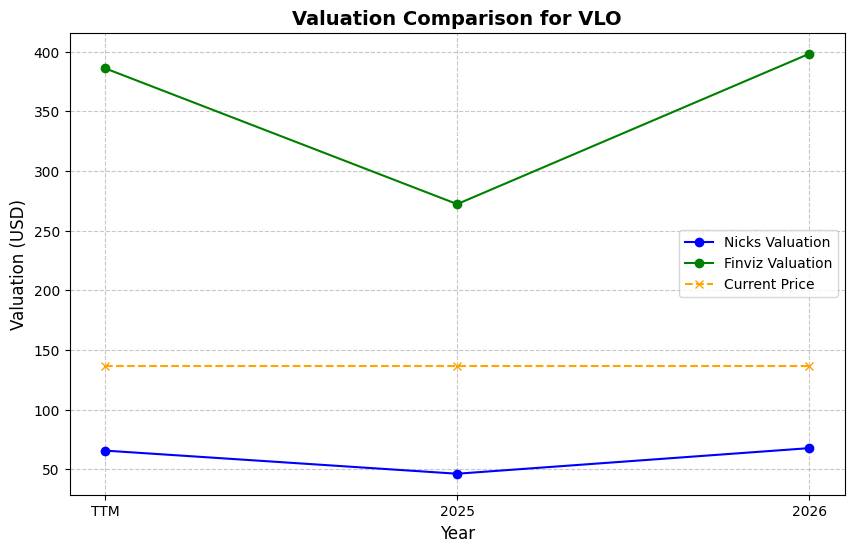 Valuation Comparison for VLO
Valuation (USD)
400
350
300
250
200
150
100
50
Nicks Valuation
Finviz Valuation
Current Price
TTM 2025 2026
Year